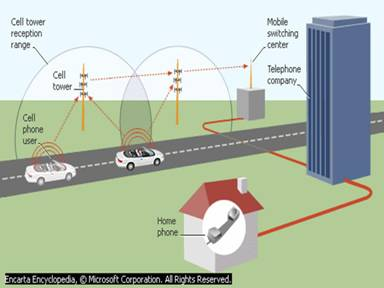 Cell tower
reception
range
Cell
tower
Cell
phone
user
Mobile
switching
center
Telephone
company
Home
phone
Encarta Encyclopedia, © Microsoft Corporation. All Rights Reserved.